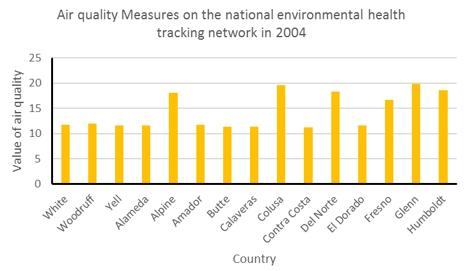 Air quality Measures on the national environmental health
tracking network in 2004
Value of air quality
25
20
15
10
5
0
White
Woodruff
Yell
Alameda
Alpine
Amador
Butte
Calaveras
Colusa
Contra Costa
Del Norte
El Dorado
Fresno
Glenn
Humboldt
Country